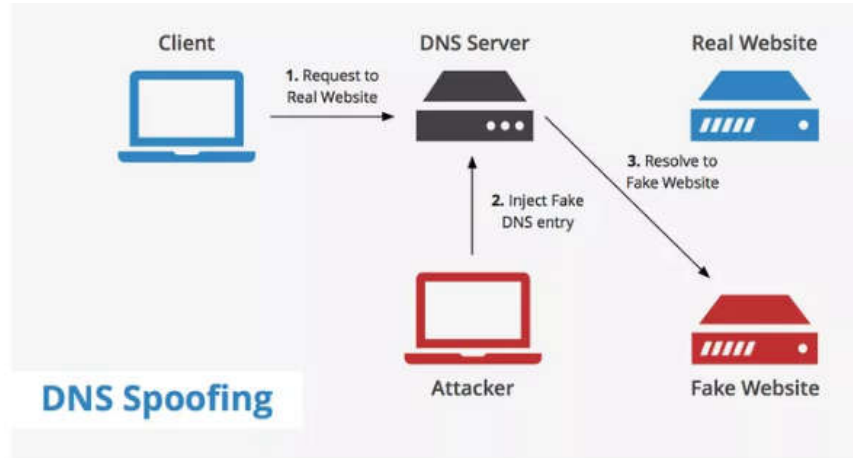 Client
DNS Server
Real Website
1. Request to
Real Website
3. Resolve to
Fake Website
2. Inject Fake
DNS entry
Attacker
Fake Website
DNS Spoofing